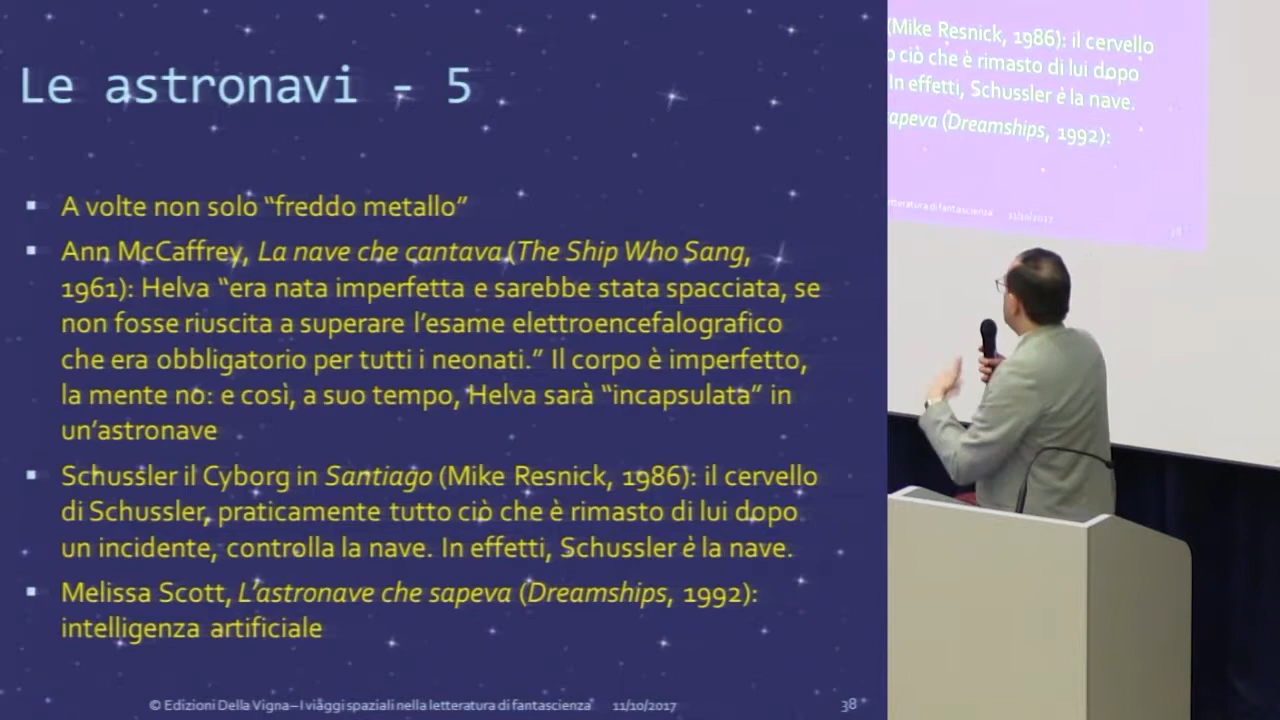 Le astronavi - 5
A volte non solo “freddo metallo”
Ann McCaffrey, La nave che cantava (The Ship Who Sang,
1961): Helva “era nata imperfetta e sarebbe stata spacciata, se
non fosse riuscita a superare l’esame elettroencefalografico
che era obbligatorio per tutti i neonati.” Il corpo è imperfetto,
la mente no: e così, a suo tempo, Helva sarà “incapsulata” in
un’astronave
Schussler il Cyborg in Santiago (Mike Resnick, 1986): il cervello
di Schussler, praticamente tutto ciò che è rimasto di lui dopo
un incidente, controlla la nave. In effetti, Schussler è la nave.
Melissa Scott, L’astronave che sapeva (Dreamships, 1992):
intelligenza artificiale
© Edizioni Della Vigna – I viaggi spaziali nella letteratura di fantascienza 11/10/2017 38
(Mike Resnick, 1986): il cervello
o ciò che è rimasto di lui dopo
In effetti, Schussler è la nave.
apeva (Dreamships, 1992):
letteratura di fantascienza 11/10/2017 38